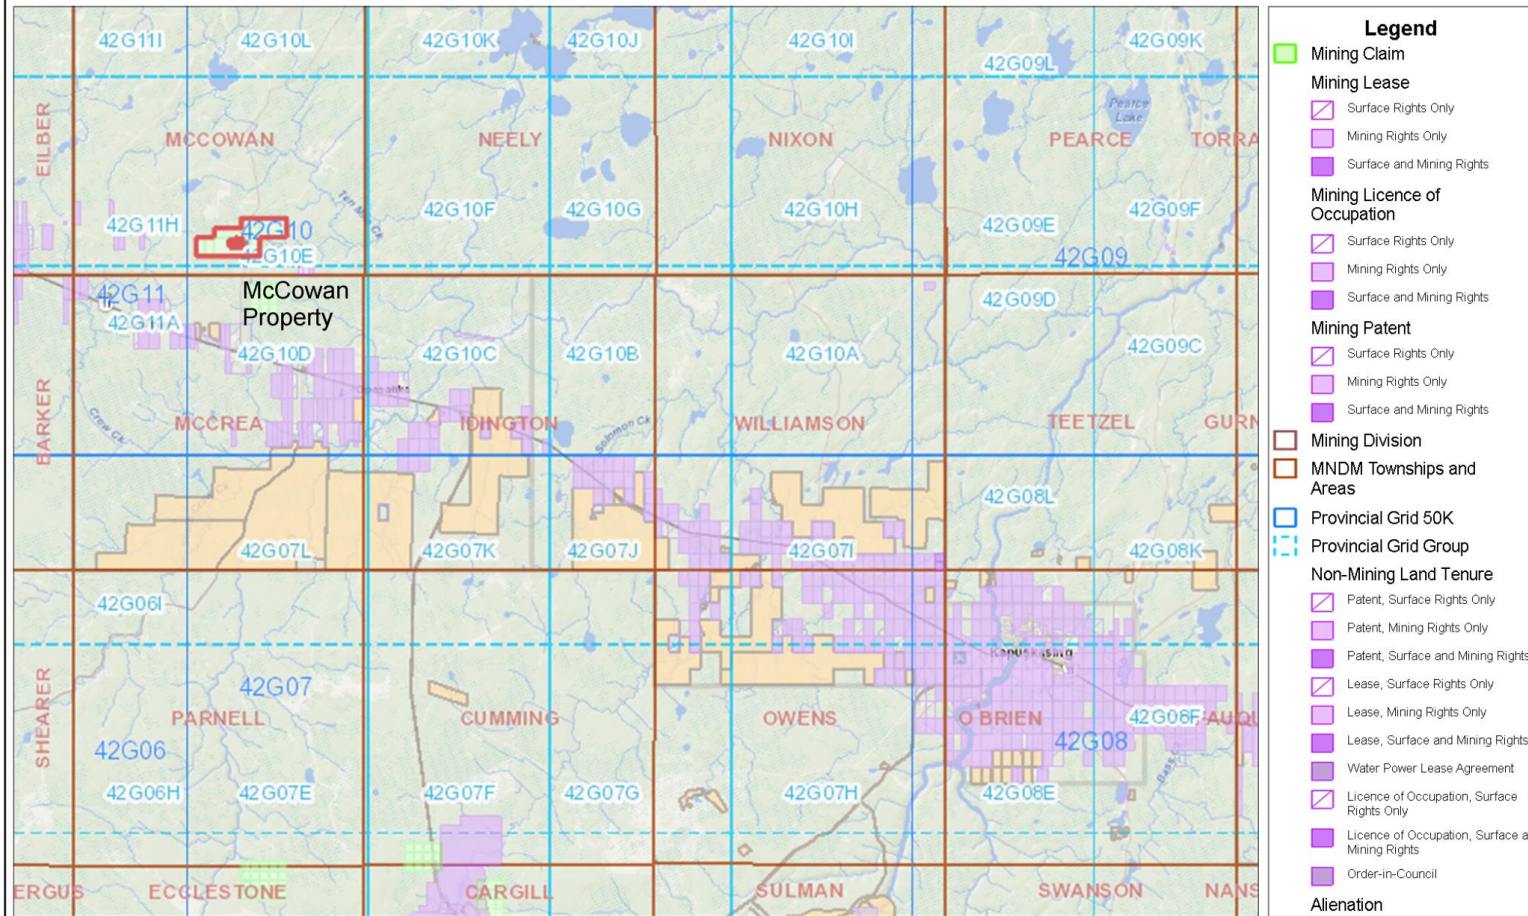 42G11I
42G10L
42G10K
42G10J
42G10I
42G09L
42G09K
EILBER
MCCOWAN
NEELY
NIXON
Pearce
Lake
PEARCE
TORRA
42G11H
42G10
42G10E
Ten Mile Ck
42G10F
42G10G
42G10H
42G09E
42G09F
42G09
42G11
McCowan
Property
42G11A
42G10D
42G10C
42G10B
42G10A
42G09D
42G09C
BARKER
Crow Ck
MCCREA
Opasatika
IDINGTON
Solomon Ck
WILLIAMSON
TEETZEL
GURN
42G08L
42G07L
42G07K
42G07J
42G07I
42G08K
42G06I
Kapuskasing
SHEARER
42G07
PARNELL
CUMMING
OWENS
O BRIEN
42G08F
AUQU
42G06
42G08
42G06H
42G07E
42G07F
42G07G
42G07H
42G08E
ERGUS
ECCLESTONE
CARGILL
SULMAN
SWANSON
NANS
Legend
Mining Claim
Mining Lease
Surface Rights Only
Mining Rights Only
Surface and Mining Rights
Mining Licence of
Occupation
Surface Rights Only
Mining Rights Only
Surface and Mining Rights
Mining Patent
Surface Rights Only
Mining Rights Only
Surface and Mining Rights
Mining Division
MNDM Townships and
Areas
Provincial Grid 50K
Provincial Grid Group
Non-Mining Land Tenure
Patent, Surface Rights Only
Patent, Mining Rights Only
Patent, Surface and Mining Rights
Lease, Surface Rights Only
Lease, Mining Rights Only
Lease, Surface and Mining Rights
Water Power Lease Agreement
Licence of Occupation, Surface
Rights Only
Licence of Occupation, Surface a
Mining Rights
Order-in-Council
Alienation